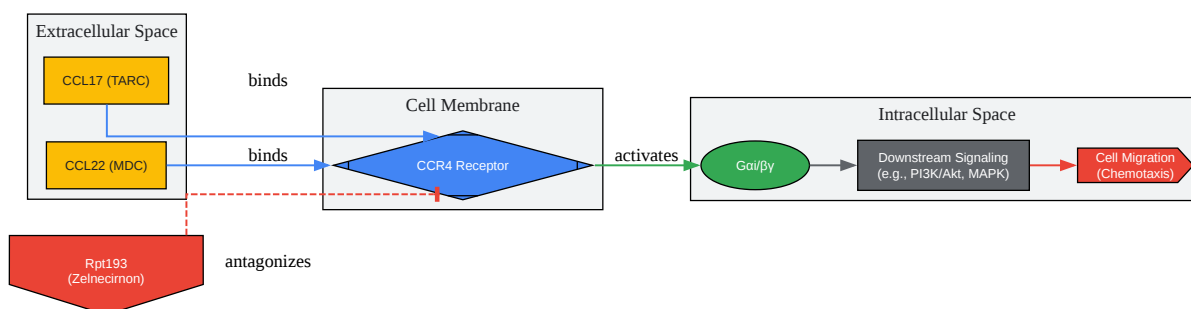 Extracellular Space
CCL17 (TARC)
CCL22 (MDC)
binds
binds
Cell Membrane
CCR4 Receptor
activates
Intracellular Space
Gαi/βγ
Downstream Signaling
(e.g., PI3K/Akt, MAPK)
Cell Migration
(Chemotaxis)
Rpt193
(Zelnecirnon)
antagonizes